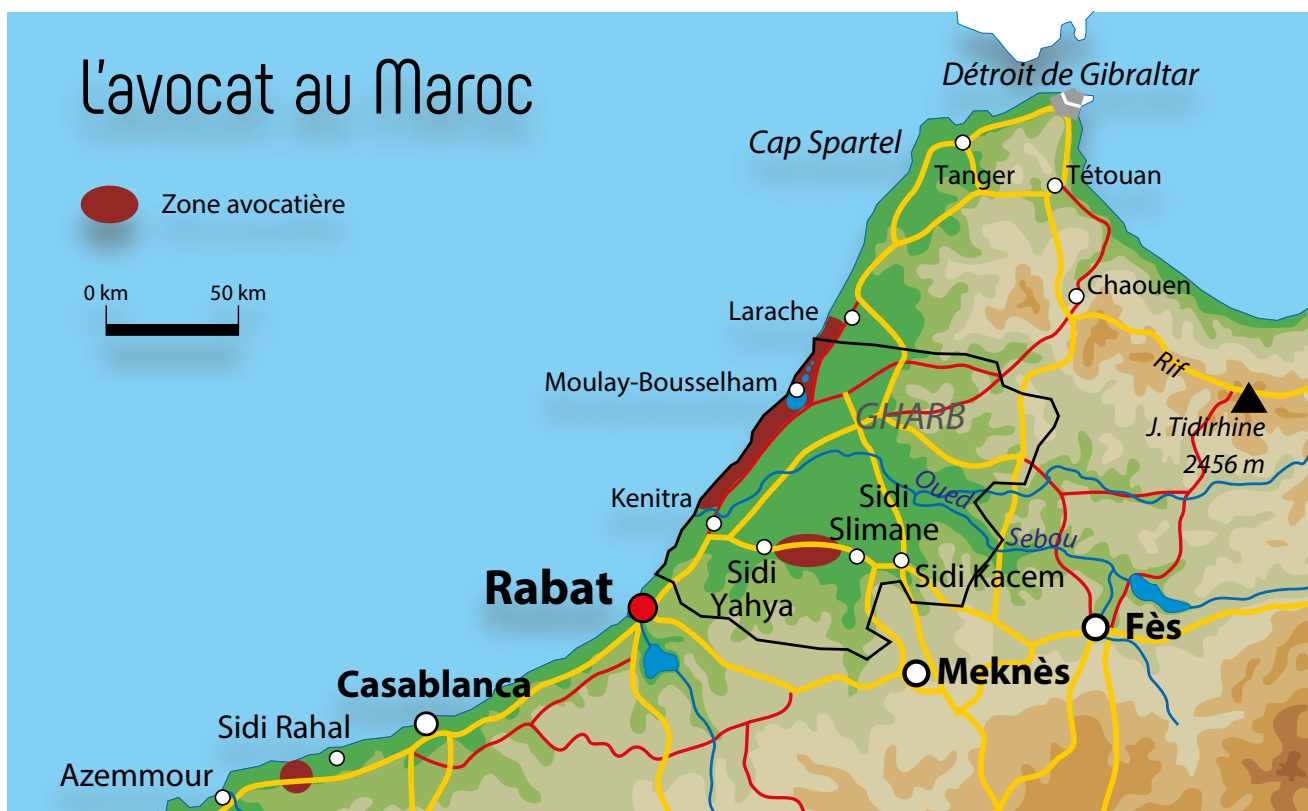 L'avocat au Maroc
Zone avocatière
0 km
50 km
Détroit de Gibraltar
Cap Spartel
Tanger
Tétouan
Chaouen
Larache
Rif
Moulay-Bousselham
GHARB
J. Tidirhine
2456 m
Kenitra
Oued
Sebou
Sidi
Slimane
Sidi
Yahya
Sidi Kacem
Rabat
Fès
Meknès
Casablanca
Sidi Rahal
Azemmour